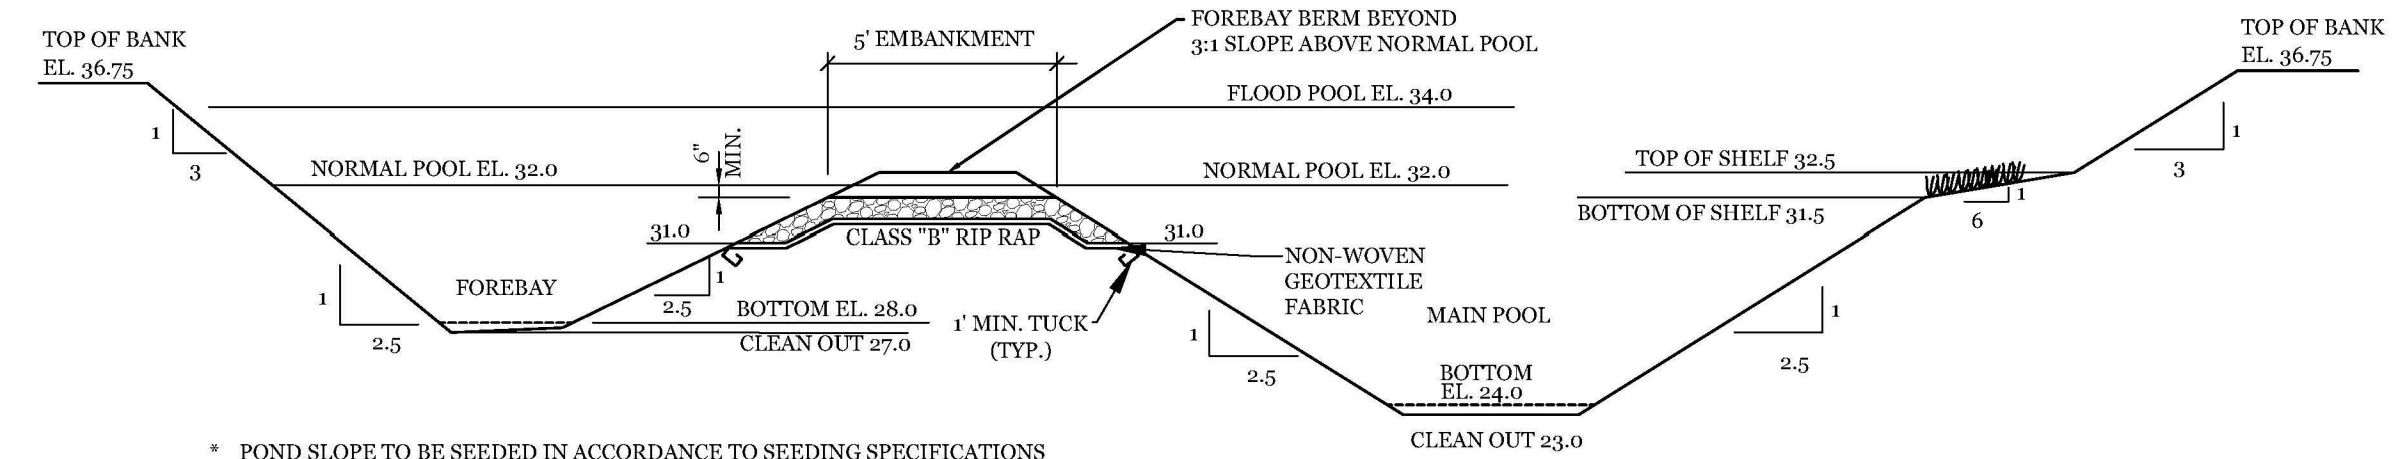 FOREBAY BERM BEYOND
3:1 SLOPE ABOVE NORMAL POOL
TOP OF BANK
EL. 36.75
5' EMBANKMENT
TOP OF BANK
EL. 36.75
FLOOD POOL EL. 34.0
1
3
6"
MIN.
NORMAL POOL EL. 32.0
NORMAL POOL EL. 32.0
TOP OF SHELF 32.5
1
3
BOTTOM OF SHELF 31.5
1
6
31.0
CLASS "B" RIP RAP
31.0
NON-WOVEN
GEOTEXTILE
FABRIC
1
2.5
FOREBAY
1
2.5
BOTTOM EL. 28.0
CLEAN OUT 27.0
1' MIN. TUCK
(TYP.)
1
2.5
MAIN POOL
1
2.5
BOTTOM
EL. 24.0
CLEAN OUT 23.0
* POND SLOPE TO BE SEEDED IN ACCORDANCE TO SEEDING SPECIFICATIONS